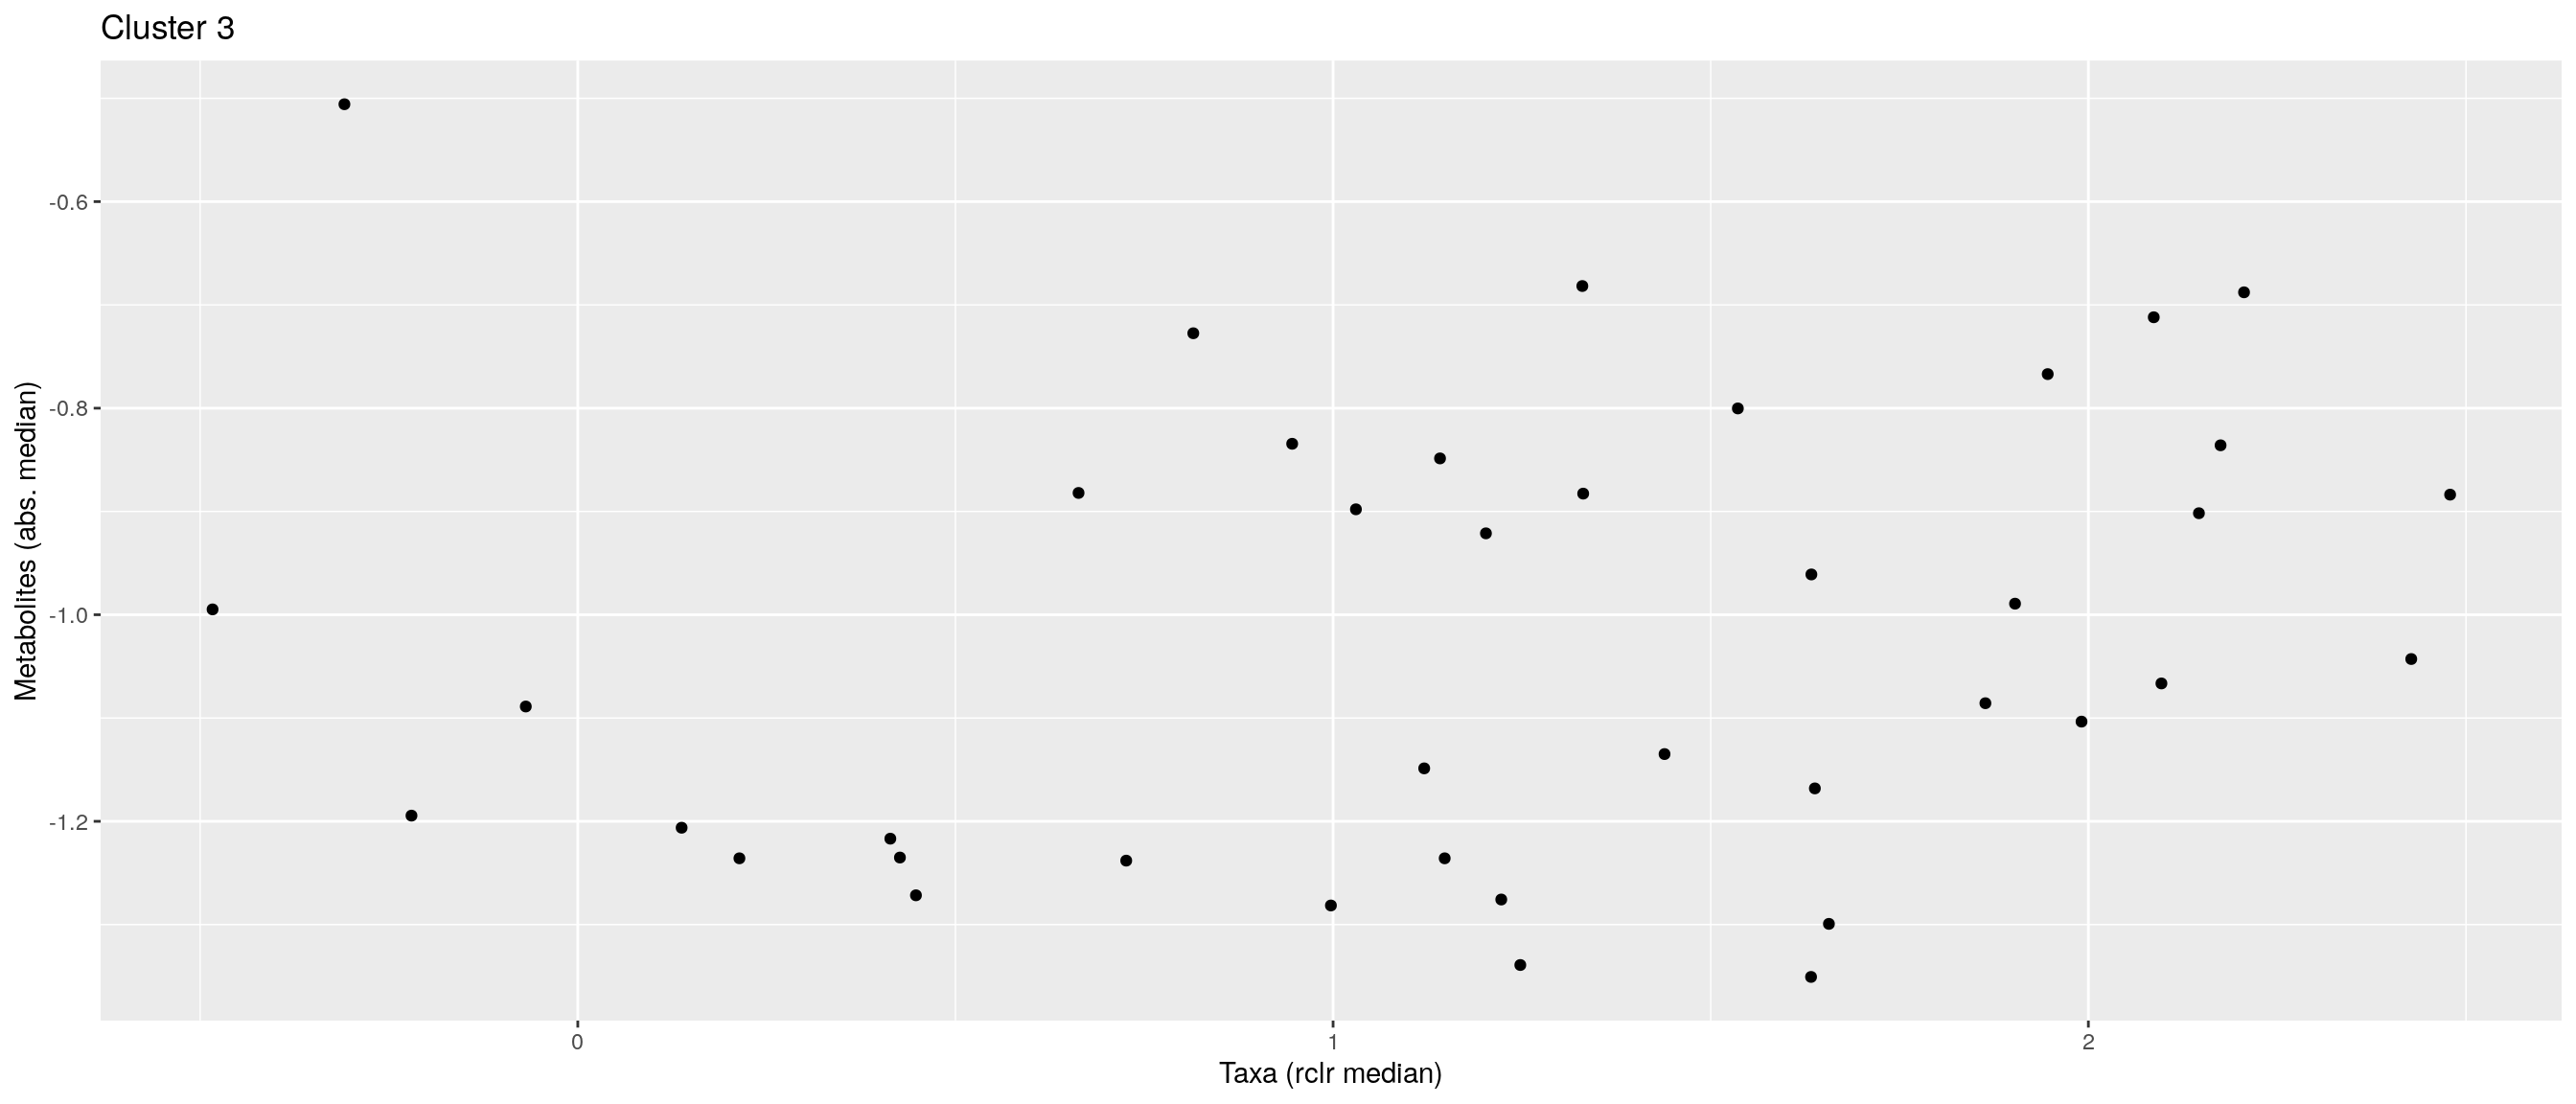 Cluster 3
Metabolites (abs. median)
-0.6
-0.8
-1.0
-1.2
0 1 2
Taxa (rclr median)